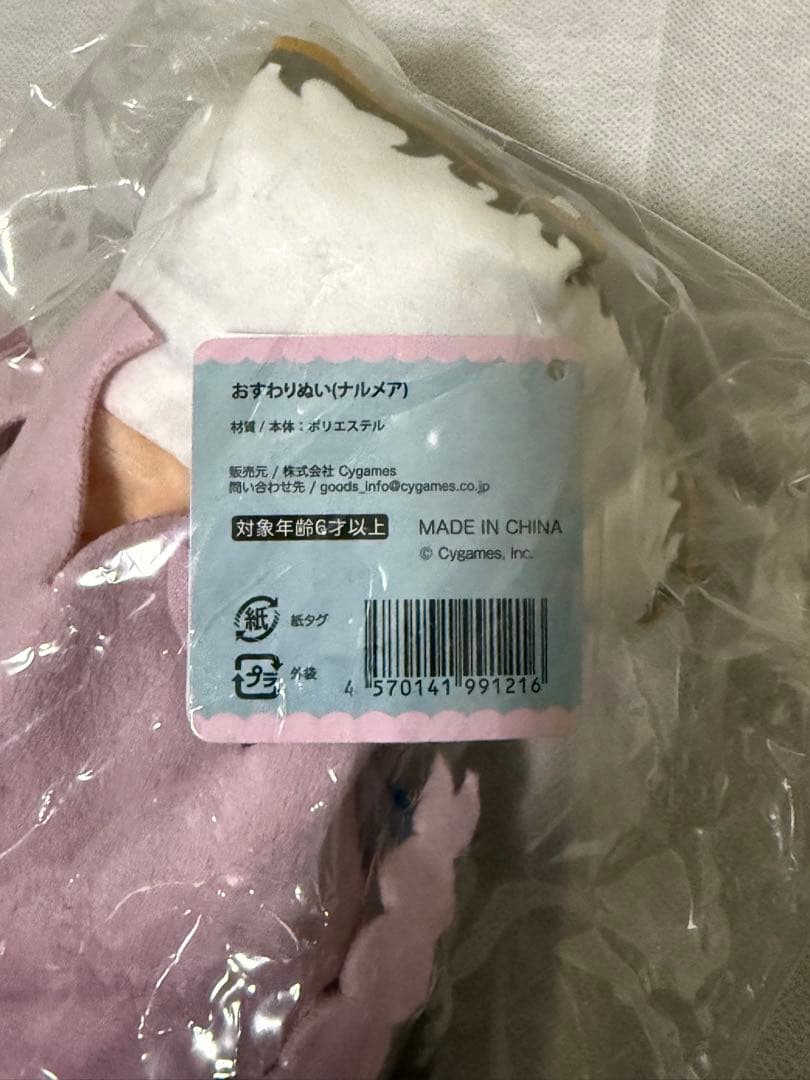 おすわりぬい(ナルメア)
材質 / 本体：ポリエステル
販売元 / 株式会社 Cygames
問い合わせ先 / goods_info@cygames.co.jp
対象年齢6才以上 MADE IN CHINA
© Cygames, Inc.
紙 紙タグ
プラ 外袋
4 570141 991216